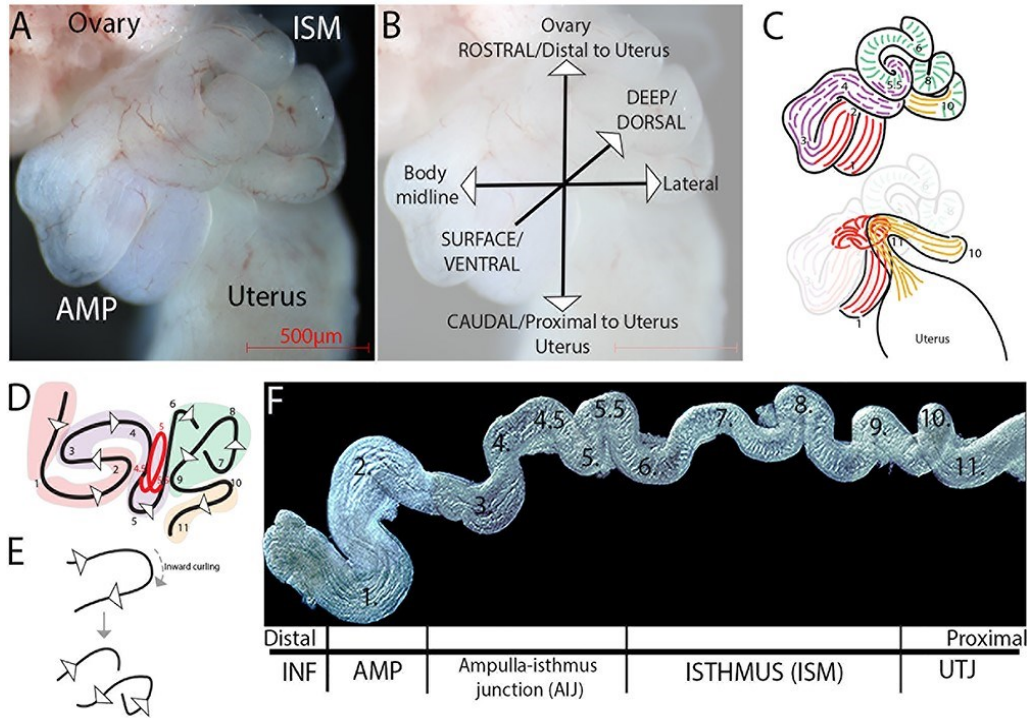 A
Ovary
ISM
AMP
Uterus
500µm
B
Ovary
ROSTRAL/Distal to Uterus
DEEP/
DORSAL
Body
midline
Lateral
SURFACE/
VENTRAL
CAUDAL/Proximal to Uterus
Uterus
C
6
5.5
8
4
10
2
3
11
10
1
Uterus
D
6
8
5
4
3
2
4.5
9
7
1
10
5
11
E
Inward curling
F
1.
2.
3.
4.
4.5
5.5
5.
6.
7.
8.
9.
10.
11.
Distal
Proximal
INF
AMP
Ampulla-isthmus
junction (AIJ)
ISTHMUS (ISM)
UTJ